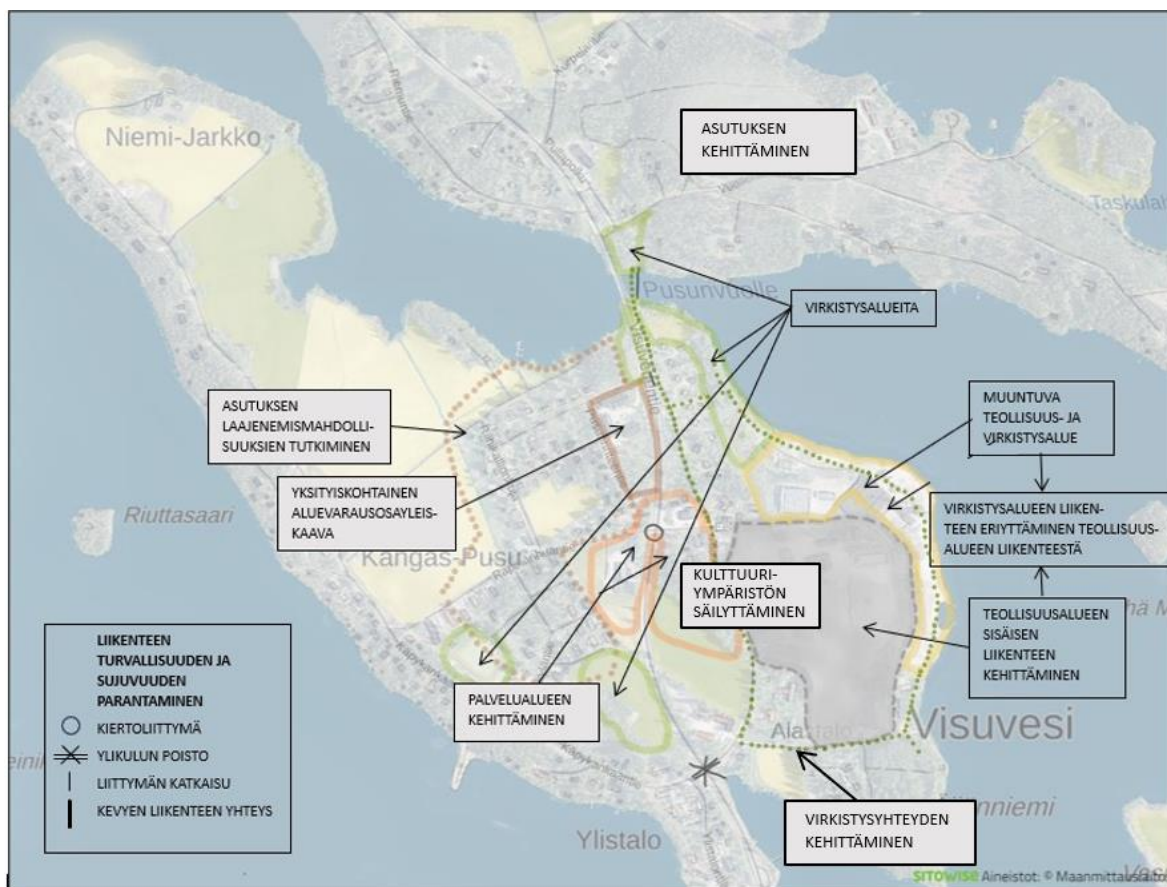 Niemi-Jarkko
ASUTUKSEN
KEHITTÄMINEN
Pusunvuolle
VIRKISTYSALUEITA
Visuvedentie
ASUTUKSEN
LAAJENEMISMAHDOLLI-
SUUKSIEN TUTKIMINEN
MUUNTUVA
TEOLLISUUS- JA
VIRKISTYSALUE
YKSITYISKOHTAINEN
ALUEVARAUSOSAYLEIS-
KAAVA
VIRKISTYSALUEEN LIIKEN-
TEEN ERIYTTÄMINEN TEOLLISUUS-
ALUEEN LIIKENTEESTÄ
Riuttasaari
Kangas-Pusu
KULTTUURI-
YMPÄRISTÖN
SÄILYTTÄMINEN
TEOLLISUUSALUEEN
SISÄISEN
LIIKENTEEN
KEHITTÄMINEN
LIIKENTEEN
TURVALLISUUDEN JA
SUJUVUUDEN
PARANTAMINEN
KIERTOLIITTYMÄ
YLIKULUN POISTO
LIITTYMÄN KATKAISU
KEVYEN LIIKENTEEN YHTEYS
PALVELUALUEEN
KEHITTÄMINEN
Alastalo
Visuvesi
VIRKISTYSYHTEYDEN
KEHITTÄMINEN
Ylistalo
SITOWISE Aineistot: © Maanmittauslaitos